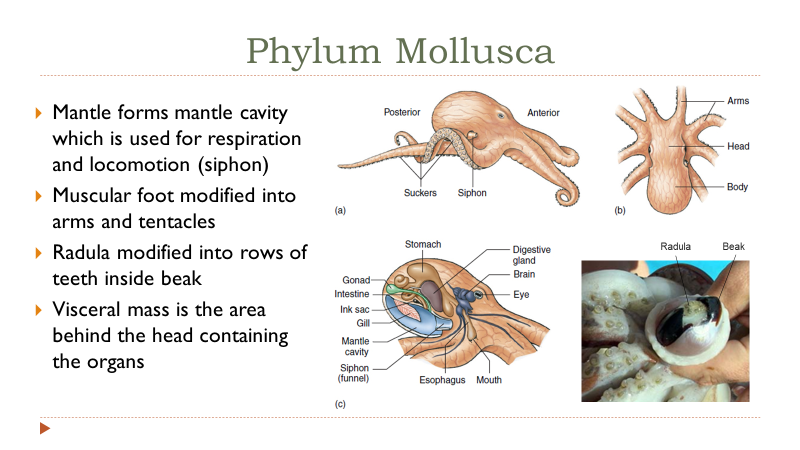 Phylum Mollusca
Mantle forms mantle cavity
which is used for respiration
and locomotion (siphon)
Muscular foot modified into
arms and tentacles
Radula modified into rows of
teeth inside beak
Visceral mass is the area
behind the head containing
the organs
Posterior
Anterior
Suckers
Siphon
(a)
Arms
Head
Body
(b)
Stomach
Digestive
gland
Brain
Eye
Gonad
Intestine
Ink sac
Gill
Mantle
cavity
Siphon
(funnel)
Esophagus
Mouth
(c)
Radula
Beak